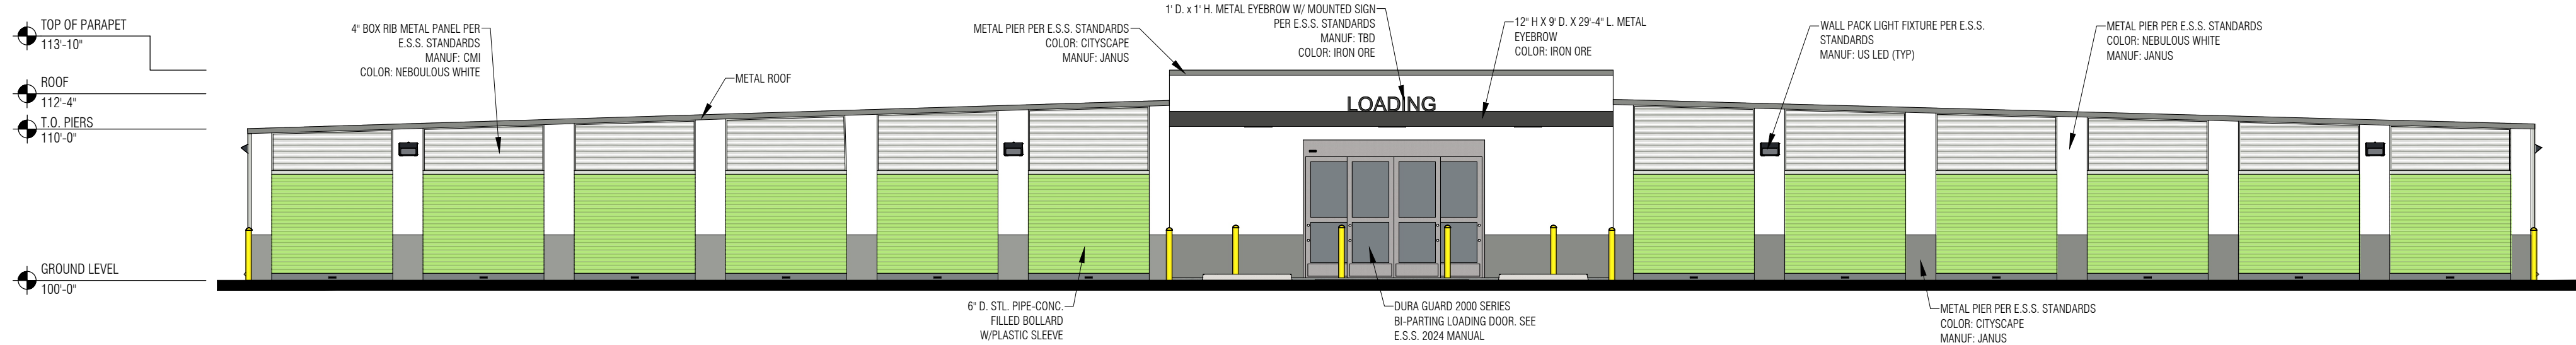 TOP OF PARAPET
113'-10"
ROOF
112'-4"
T.O. PIERS
110'-0"
GROUND LEVEL
100'-0"
4" BOX RIB METAL PANEL PER
E.S.S. STANDARDS
MANUF: CMI
COLOR: NEBOULOUS WHITE
METAL ROOF
METAL PIER PER E.S.S. STANDARDS
COLOR: CITYSCAPE
MANUF: JANUS
1' D. x 1' H. METAL EYEBROW W/ MOUNTED SIGN
PER E.S.S. STANDARDS
MANUF: TBD
COLOR: IRON ORE
12" H X 9' D. X 29'-4" L. METAL
EYEBROW
COLOR: IRON ORE
WALL PACK LIGHT FIXTURE PER E.S.S.
STANDARDS
MANUF: US LED (TYP)
METAL PIER PER E.S.S. STANDARDS
COLOR: NEBULOUS WHITE
MANUF: JANUS
LOADING
6" D. STL. PIPE-CONC.
FILLED BOLLARD
W/PLASTIC SLEEVE
DURA GUARD 2000 SERIES
BI-PARTING LOADING DOOR. SEE
E.S.S. 2024 MANUAL
METAL PIER PER E.S.S. STANDARDS
COLOR: CITYSCAPE
MANUF: JANUS